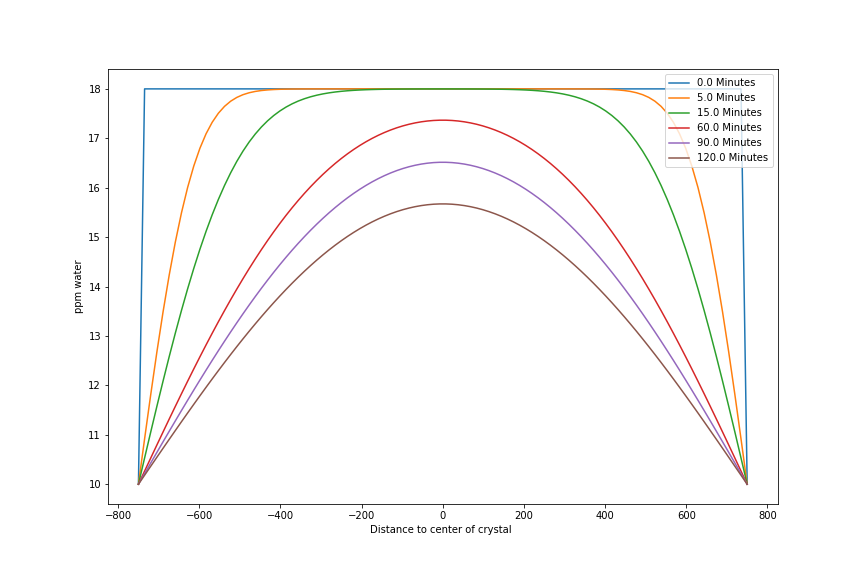 18
17
16
15
14
13
12
11
10
ppm water
−800
−600
−400
−200
0
200
400
600
800
Distance to center of crystal
0.0 Minutes
5.0 Minutes
15.0 Minutes
60.0 Minutes
90.0 Minutes
120.0 Minutes